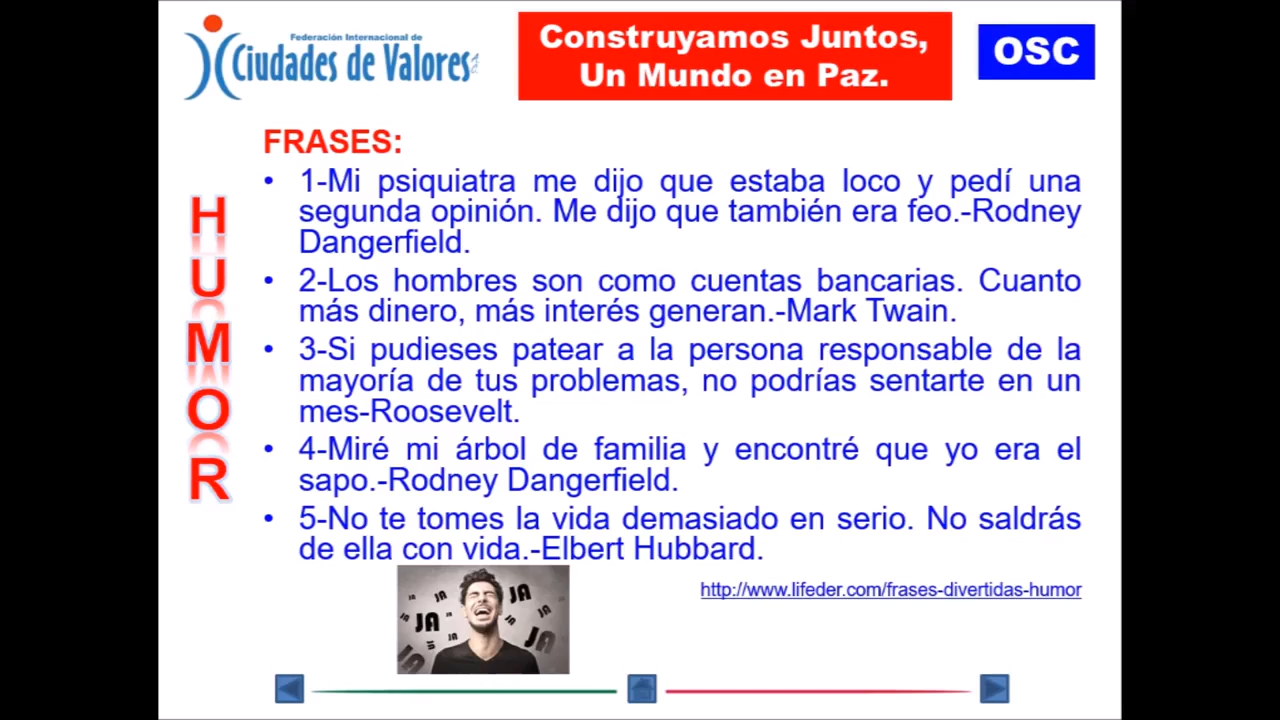 Federación Internacional de
Ciudades de Valores
Construyamos Juntos,
Un Mundo en Paz.
OSC
HUMOR
FRASES:
• 1-Mi psiquiatra me dijo que estaba loco y pedí una
segunda opinión. Me dijo que también era feo.-Rodney
Dangerfield.
• 2-Los hombres son como cuentas bancarias. Cuanto
más dinero, más interés generan.-Mark Twain.
• 3-Si pudieses patear a la persona responsable de la
mayoría de tus problemas, no podrías sentarte en un
mes-Roosevelt.
• 4-Miré mi árbol de familia y encontré que yo era el
sapo.-Rodney Dangerfield.
• 5-No te tomes la vida demasiado en serio. No saldrás
de ella con vida.-Elbert Hubbard.
http://www.lifeder.com/frases-divertidas-humor
JA
JA
JA
JA
JA
JA